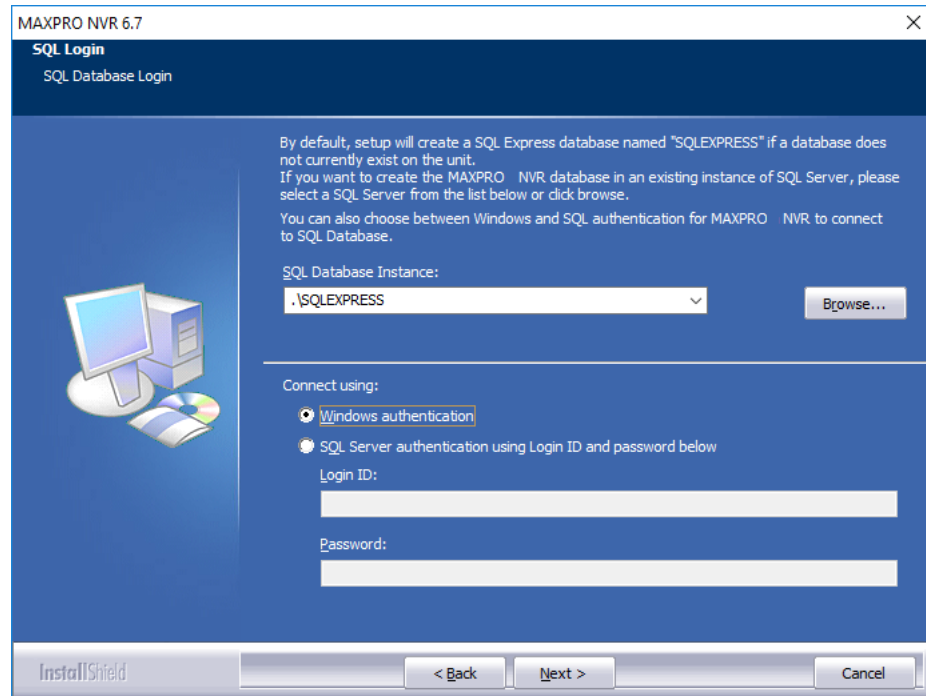 MAXPRO NVR 6.7
SQL Login
SQL Database Login
By default, setup will create a SQL Express database named "SQLEXPRESS" if a database does
not currently exist on the unit.
If you want to create the MAXPRO NVR database in an existing instance of SQL Server, please
select a SQL Server from the list below or click browse.
You can also choose between Windows and SQL authentication for MAXPRO NVR to connect
to SQL Database.
SQL Database Instance:
.\SQLEXPRESS
Browse...
Connect using:
Windows authentication
SQL Server authentication using Login ID and password below
Login ID:
Password:
InstallShield
< Back
Next >
Cancel